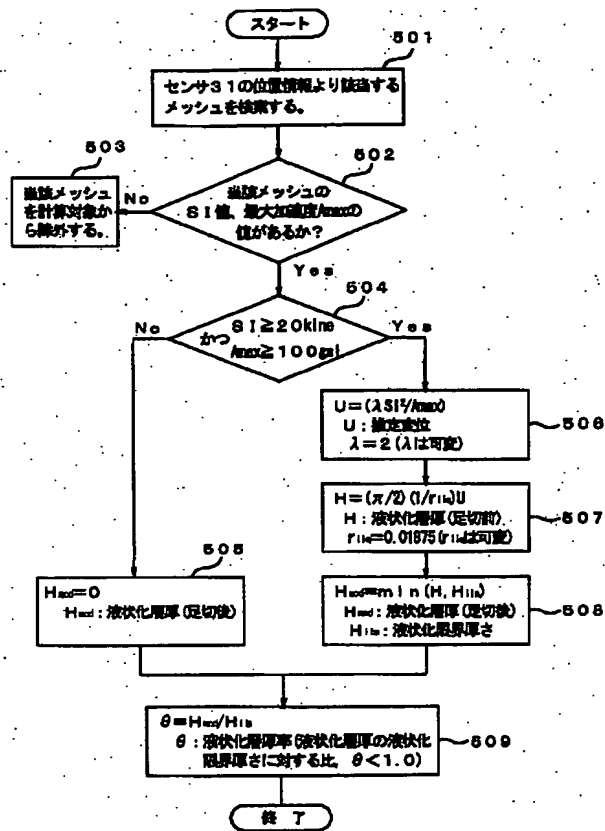 スタート
501
センサ31の位置情報より該当する
メッシュを検索する。
502
503
当該メッシュの
SI値、最大加速度Amaxの
値があるか？
No
当該メッシュ
を計算対象か
ら除外する。
Yes
504
No
かつ
SI≧20kine
Amax≧100gal
Yes
U=(λSI²/Amax)
U：推定変位
λ=2（λは可変）
506
H=(π/2)(1/rliq)U
H：液状化層厚（足切前）
rliq=0.01875（rliqは可変）
507
505
Hmod=0
Hmod：液状化層厚（足切後）
Hmod=min(H, Hlim)
Hmod：液状化層厚（足切後）
Hlim：液状化限界厚さ
508
θ=Hmod/Hlim
θ：液状化層厚率（液状化層厚の液状化
限界厚さに対する比，θ<1.0）
509
終了